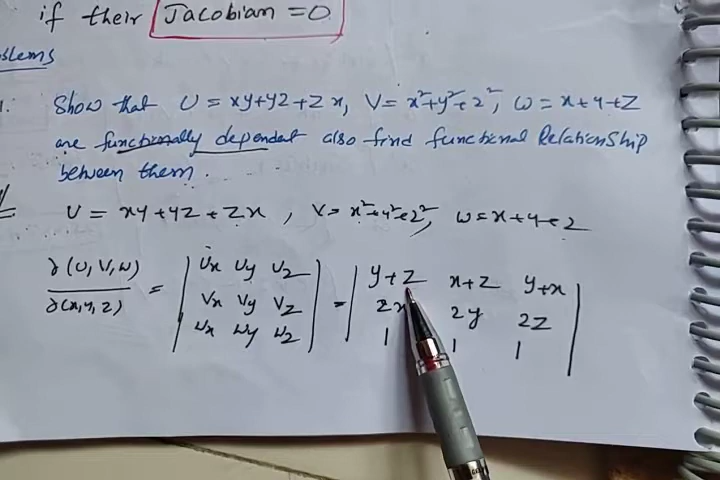 if their Jacobian = 0
blems
1. Show that U = xy+yz+zx, V = x²+y²+z², w = x+y+z
are functionally dependent also find functional Relationship
between them.
U = xy+yz+zx, V = x²+y²+z², w = x+y+z
∂(U,V,W) / ∂(x,y,z) = | Ux Uy Uz | = | y+z x+z y+x |
| Vx Vy Vz | | 2x 2y 2z |
| Wx Wy Wz | | 1 1 1 |